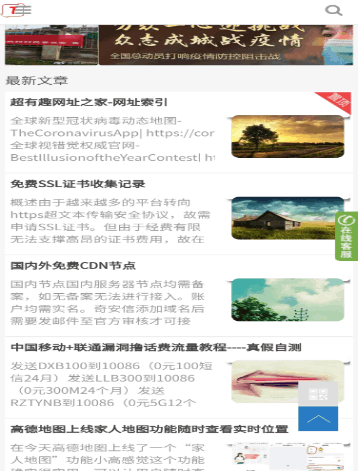 众志成城战疫情
全国总动员打响疫情防控阻击战
最新文章
超有趣网址之家-网址索引
置顶
全球新型冠状病毒动态地图-
TheCoronavirusApp| https://cor
全球视错觉权威官网-
BestIllusionoftheYearContest| ht
免费SSL证书收集记录
概述由于越来越多的平台转向
https超文本传输安全协议，故需
申请SSL证书。但由于经费有限
无法支撑高昂的证书费用，故在
在线客服
国内外免费CDN节点
国内节点国内服务器节点均需备
案，如无备案无法进行接入。账
户均需实名。奇安信添加域名后
需要发邮件至官方审核才可接
中国移动+联通漏洞撸话费流量教程----真假自测
发送DXB100到10086（0元100短
信24月）发送LLB300到10086
（0元300M24个月）发送
RZTYNB到10086（0元5G12个
高德地图上线家人地图功能随时查看实时位置
在今天高德地图上线了一个“家
人地图”功能小高感觉这个功能